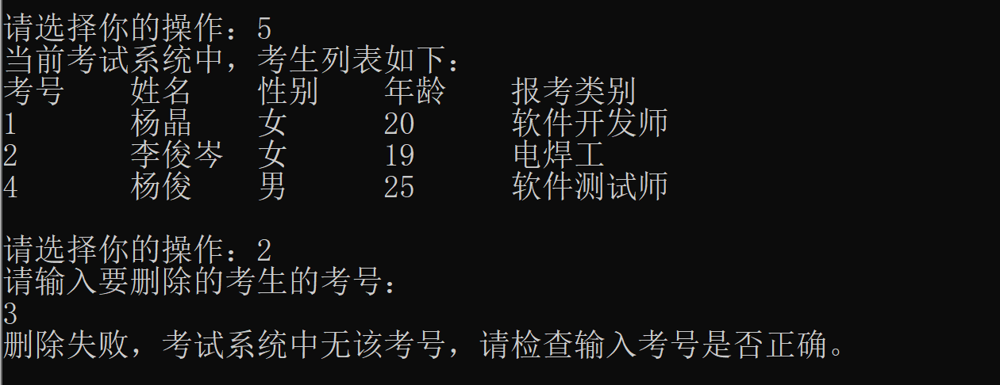 请选择你的操作：5
当前考试系统中，考生列表如下：
考号 姓名 性别 年龄 报考类别
1 杨晶 女 20 软件开发师
2 李俊岑 女 19 电焊工
4 杨俊 男 25 软件测试师
请选择你的操作：2
请输入要删除的考生的考号：
3
删除失败，考试系统中无该考号，请检查输入考号是否正确。